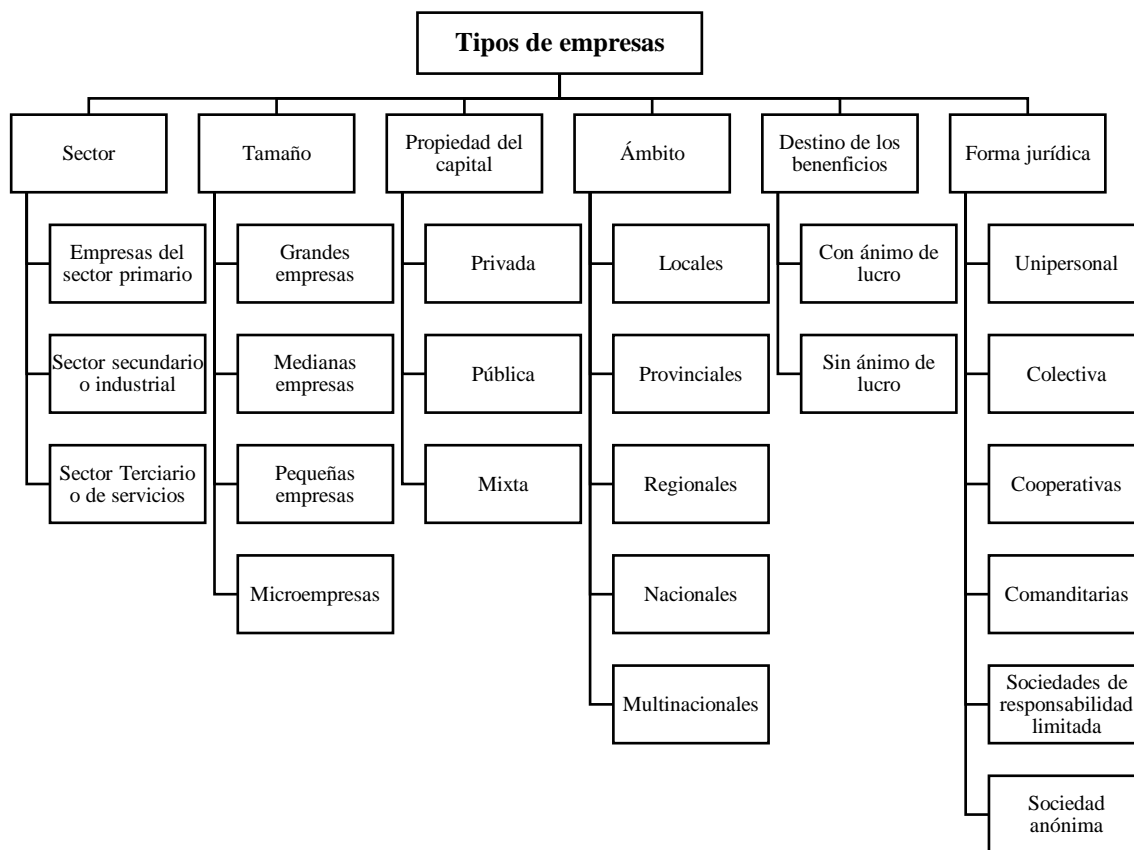 Tipos de empresas
Sector
Tamaño
Propiedad del
capital
Ámbito
Destino de los
benenficios
Forma jurídica
Empresas del
sector primario
Sector secundario
o industrial
Sector Terciario
o de servicios
Grandes
empresas
Medianas
empresas
Pequeñas
empresas
Microempresas
Privada
Pública
Mixta
Locales
Provinciales
Regionales
Nacionales
Multinacionales
Con ánimo de
lucro
Sin ánimo de
lucro
Unipersonal
Colectiva
Cooperativas
Comanditarias
Sociedades de
responsabilidad
limitada
Sociedad
anónima